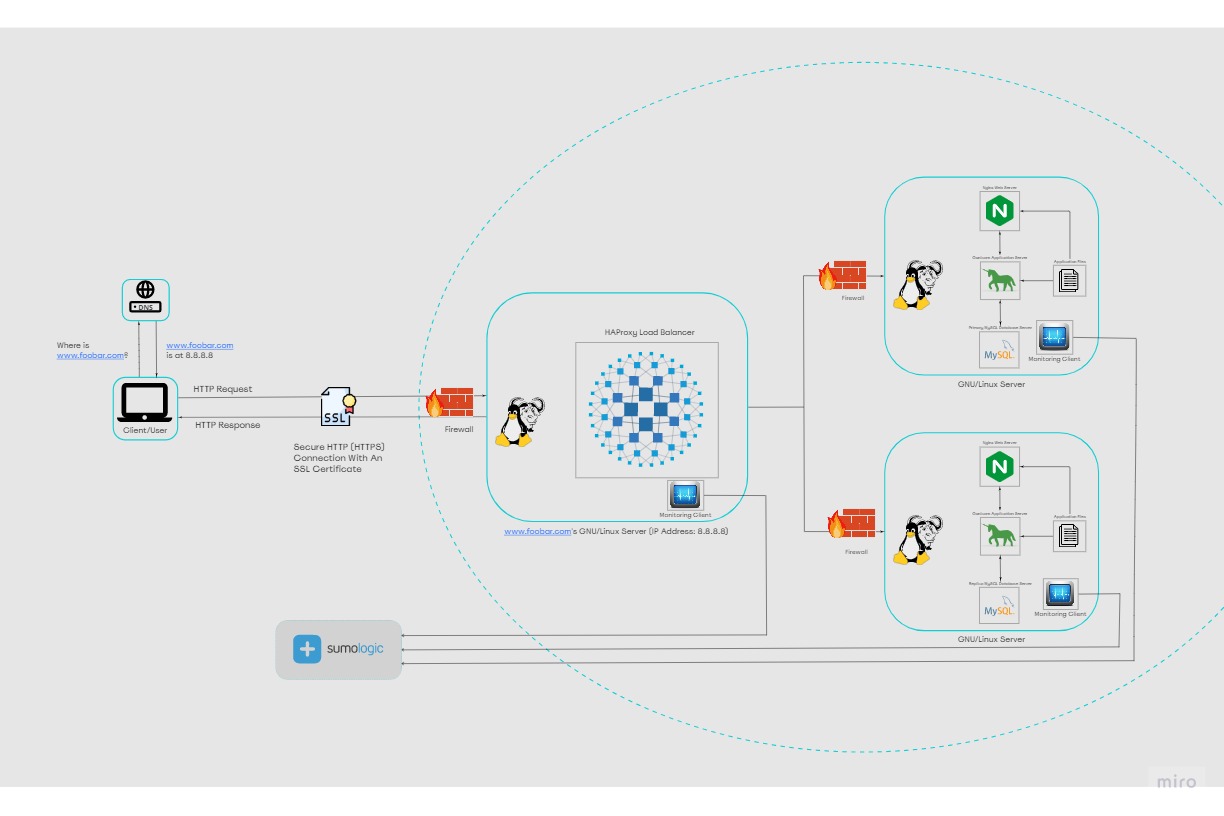 DNS
Where is
www.foobar.com?
www.foobar.com
is at 8.8.8.8
Client/User
HTTP Request
HTTP Response
SSL
Secure HTTP (HTTPS)
Connection With An
SSL Certificate
Firewall
HAProxy Load Balancer
Monitoring Client
www.foobar.com's GNU/Linux Server (IP Address: 8.8.8.8)
Firewall
Nginx Web Server
N
Application Server
Application Files
Primary MySQL Database Server
MySQL
Monitoring Client
GNU/Linux Server
Firewall
Nginx Web Server
N
Application Server
Application Files
Replica MySQL Database Server
MySQL
Monitoring Client
GNU/Linux Server
sumologic
miro